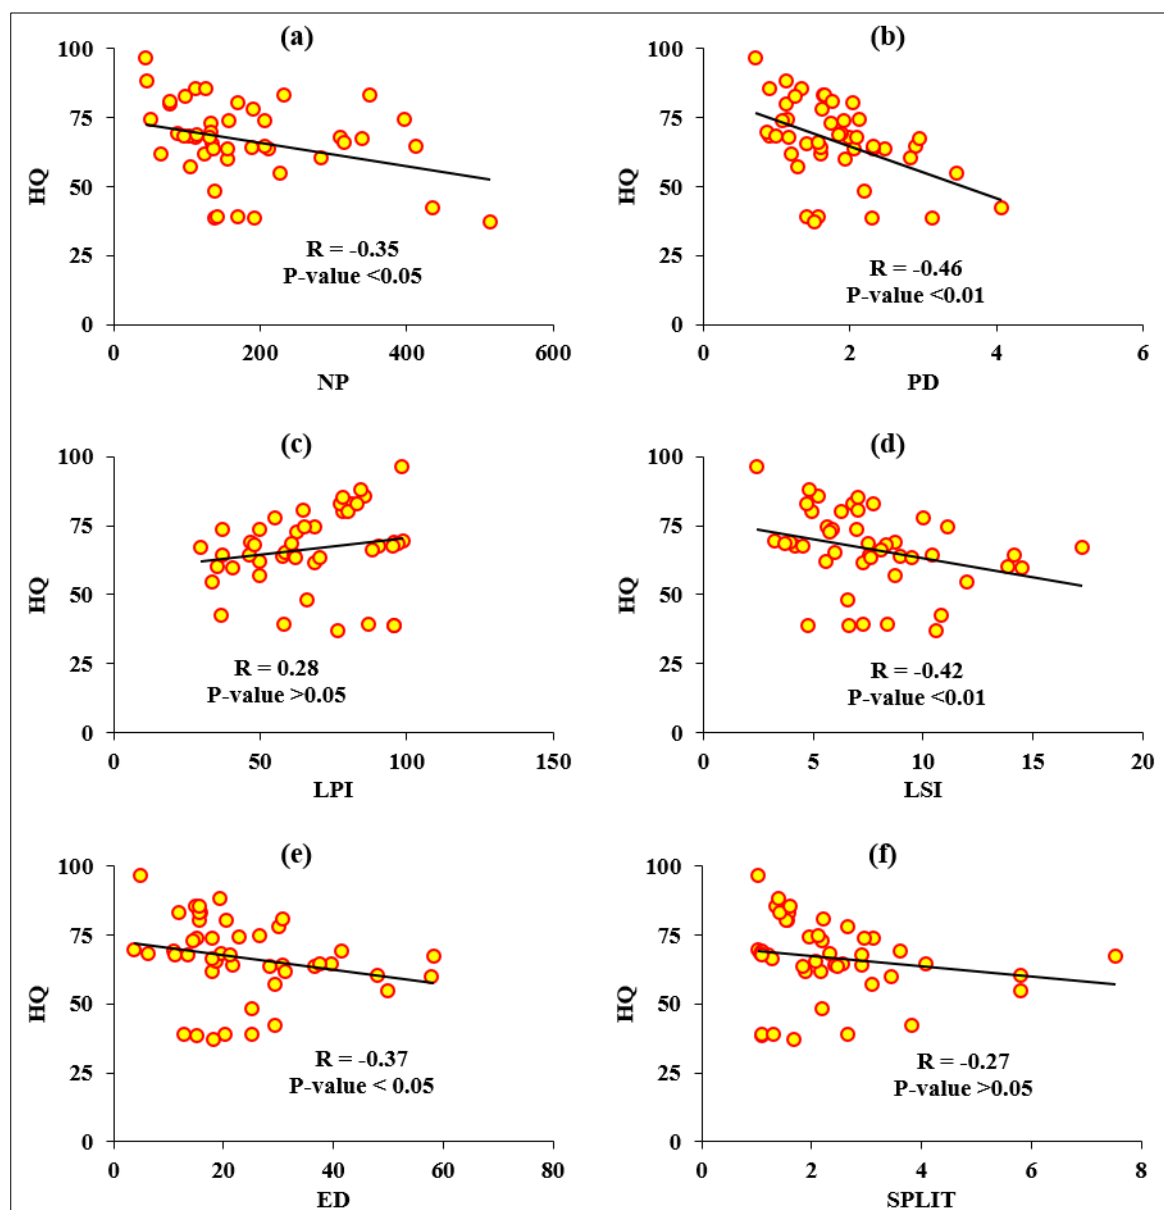 (a)
100
75
50
25
0
HQ
R = -0.35
P-value <0.05
0 200 400 600
NP
(b)
100
75
50
25
0
HQ
R = -0.46
P-value <0.01
0 2 4 6
PD
(c)
100
75
50
25
0
HQ
R = 0.28
P-value >0.05
0 50 100 150
LPI
(d)
100
75
50
25
0
HQ
R = -0.42
P-value <0.01
0 5 10 15 20
LSI
(e)
100
75
50
25
0
HQ
R = -0.37
P-value < 0.05
0 20 40 60 80
ED
(f)
100
75
50
25
0
HQ
R = -0.27
P-value >0.05
0 2 4 6 8
SPLIT